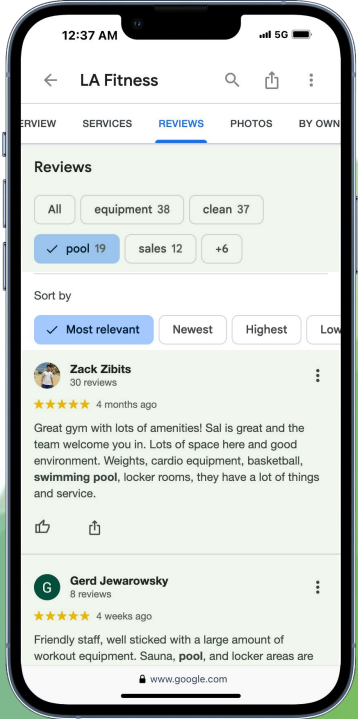 12:37 AM
5G
LA Fitness
ERVIEW SERVICES REVIEWS PHOTOS BY OWN
Reviews
All equipment 38 clean 37
pool 19 sales 12 +6
Sort by
Most relevant Newest Highest Low
Zack Zibits
30 reviews
4 months ago
Great gym with lots of amenities! Sal is great and the
team welcome you in. Lots of space here and good
environment. Weights, cardio equipment, basketball,
swimming pool, locker rooms, they have a lot of things
and service.
G
Gerd Jewarowsky
8 reviews
4 weeks ago
Friendly staff, well sticked with a large amount of
workout equipment. Sauna, pool, and locker areas are
www.google.com